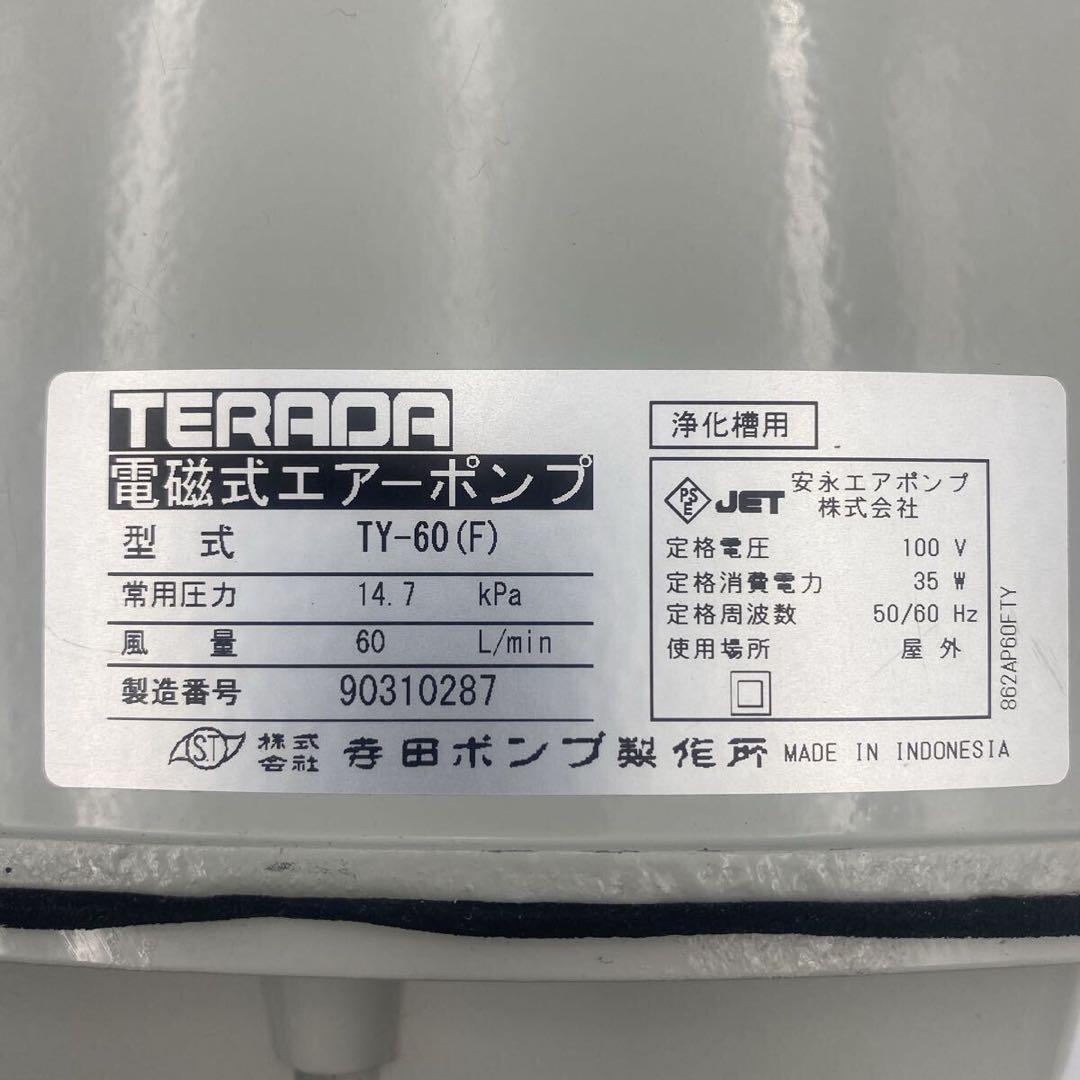 TERADA
電磁式エアーポンプ
型式 TY-60(F)
常用圧力 14.7 kPa
風量 60 L/min
製造番号 90310287
浄化槽用
PSE JET 安永エアポンプ
株式会社
定格電圧 100 V
定格消費電力 35 W
定格周波数 50/60 Hz
使用場所 屋外
862AP60FTY
S.T 株式会社 寺田ポンプ製作所 MADE IN INDONESIA